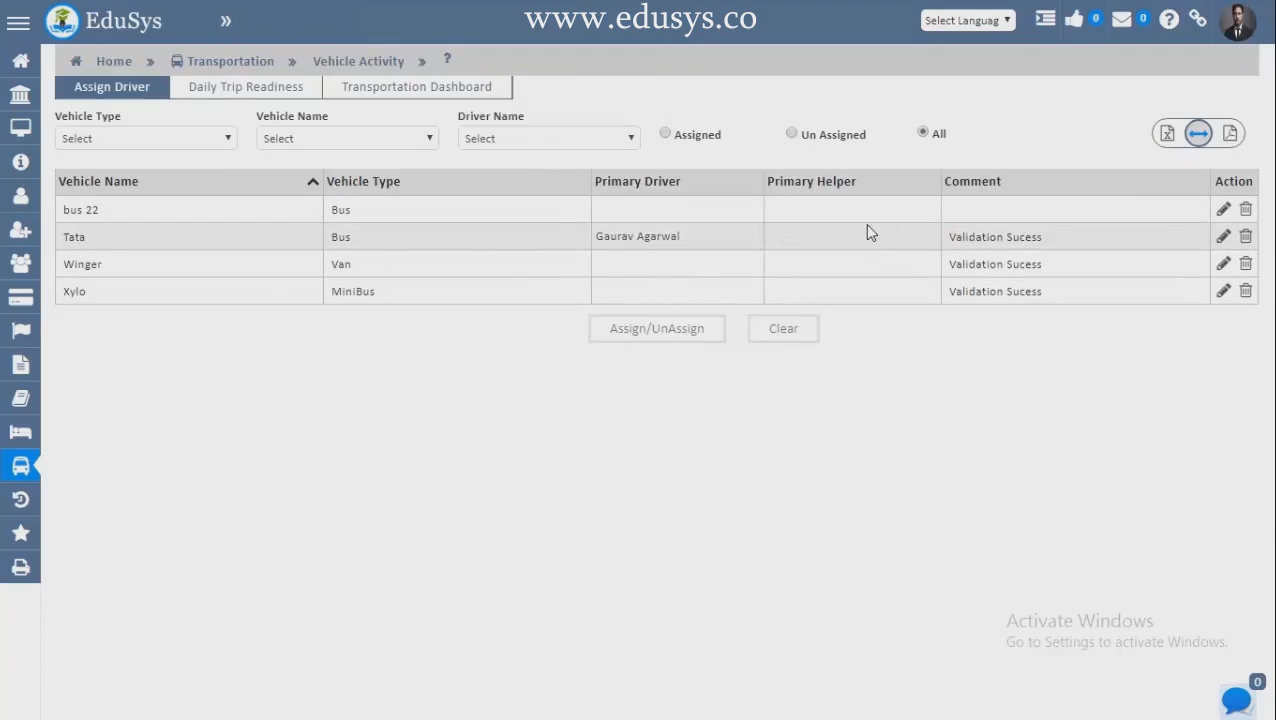 EduSys » www.edusys.co Select Languag 0 0
Home » Transportation » Vehicle Activity » ?
Assign Driver Daily Trip Readiness Transportation Dashboard
Vehicle Type Vehicle Name Driver Name
Select Select Select Assigned Un Assigned All
Vehicle Name Vehicle Type Primary Driver Primary Helper Comment Action
bus 22 Bus
Tata Bus Gaurav Agarwal Validation Sucess
Winger Van Validation Sucess
Xylo MiniBus Validation Sucess
Assign/UnAssign Clear
Activate Windows
Go to Settings to activate Windows.
0